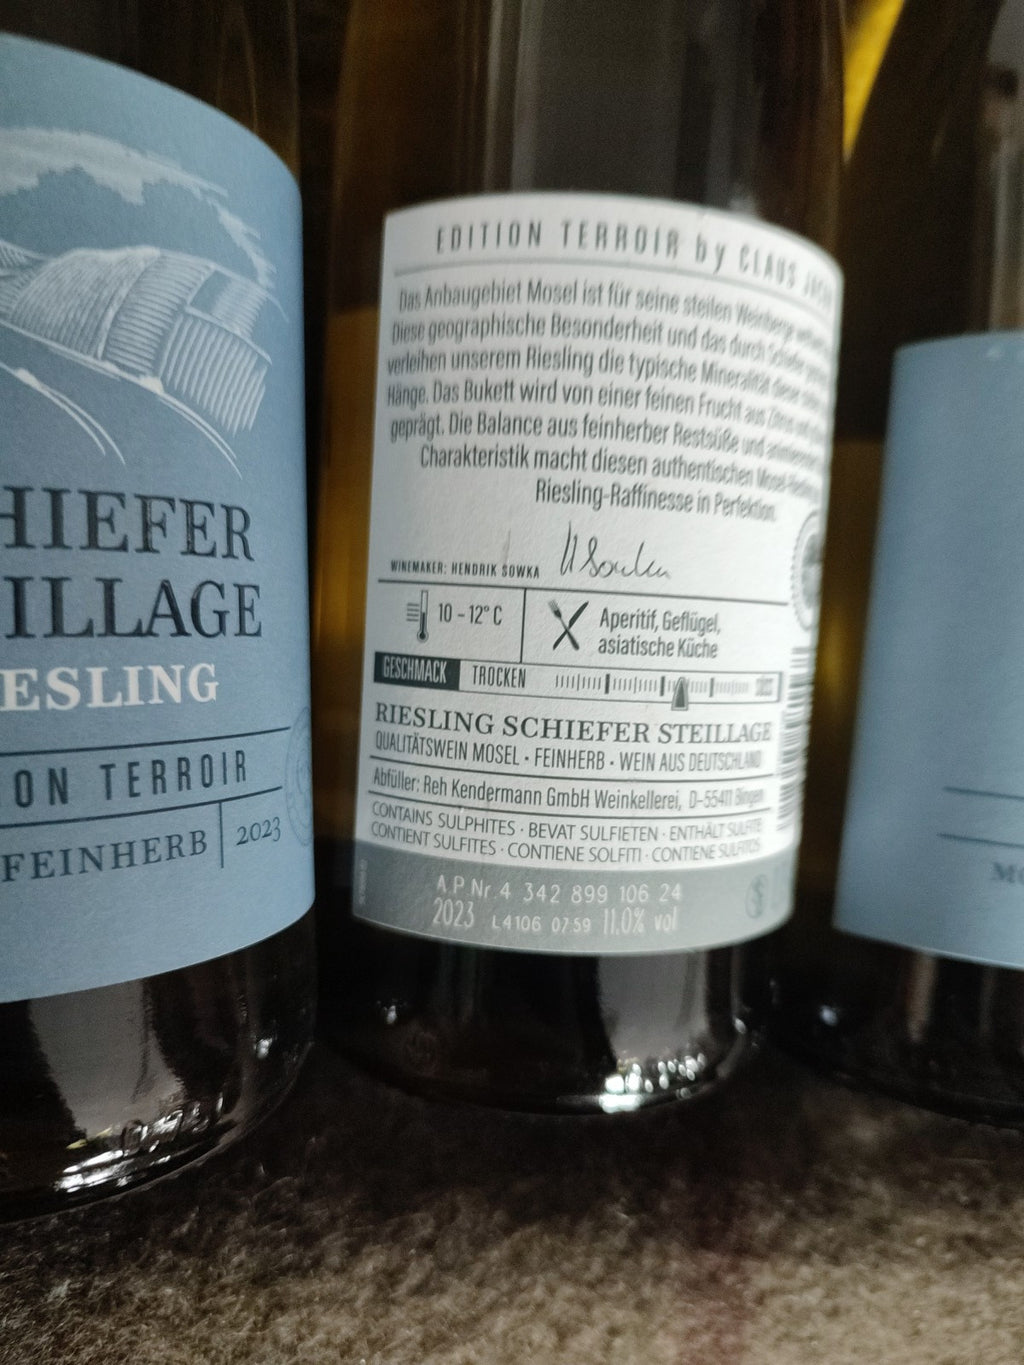 HIEFER
ILLAGE
ESLING
ON TERROIR
FEINHERB 2023
EDITION TERROIR by CLAUS
Das Anbaugebiet Mosel ist für seine steilen Weinberge
Diese geographische Besonderheit und das durch Schiefer
verleihen unserem Riesling die typische Mineralität dieser
Hänge. Das Bukett wird von einer feinen Frucht aus Zitrus
geprägt. Die Balance aus feinherber Restsüße und
Charakteristik macht diesen authentischen Mosel-
Riesling-Raffinesse in Perfektion.
WINEMAKER: HENDRIK SOWKA
10 – 12° C
Aperitif, Geflügel,
asiatische Küche
GESCHMACK TROCKEN
RIESLING SCHIEFER STEILLAGE
QUALITÄTSWEIN MOSEL · FEINHERB · WEIN AUS DEUTSCHLAND
Abfüller: Reh Kendermann GmbH Weinkellerei, D-55411 Bingen
CONTAINS SULPHITES · BEVAT SULFIETEN · ENTHÄLT SULFITE
CONTIENT SULFITES · CONTIENE SOLFITI · CONTIENE SULFITOS
A.P.Nr.4 342 899 106 24
2023 L4106 07:59 11.0% vol